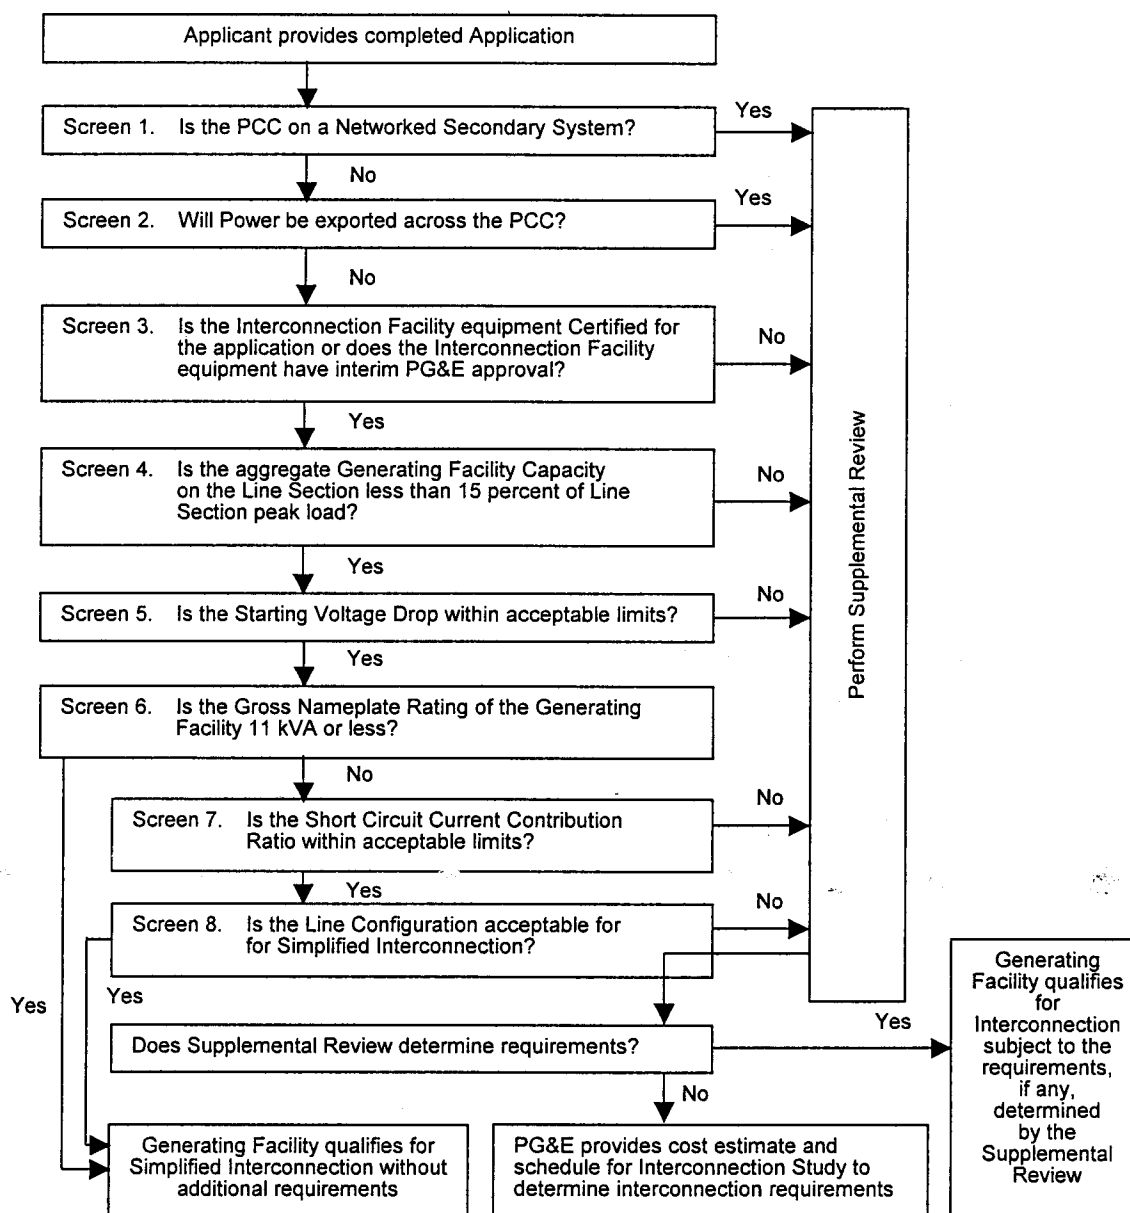 Applicant provides completed Application
Screen 1. Is the PCC on a Networked Secondary System?
Yes
No
Screen 2. Will Power be exported across the PCC?
Yes
No
Screen 3. Is the Interconnection Facility equipment Certified for
the application or does the Interconnection Facility
equipment have interim PG&E approval?
No
Yes
Screen 4. Is the aggregate Generating Facility Capacity
on the Line Section less than 15 percent of Line
Section peak load?
No
Yes
Screen 5. Is the Starting Voltage Drop within acceptable limits?
No
Yes
Screen 6. Is the Gross Nameplate Rating of the Generating
Facility 11 kVA or less?
No
Yes
Screen 7. Is the Short Circuit Current Contribution
Ratio within acceptable limits?
No
Yes
Screen 8. Is the Line Configuration acceptable for
for Simplified Interconnection?
No
Yes
Perform Supplemental Review
Does Supplemental Review determine requirements?
Yes
No
Generating Facility qualifies for
Simplified Interconnection without
additional requirements
PG&E provides cost estimate and
schedule for Interconnection Study to
determine interconnection requirements
Generating
Facility qualifies
for
Interconnection
subject to the
requirements,
if any,
determined
by the
Supplemental
Review